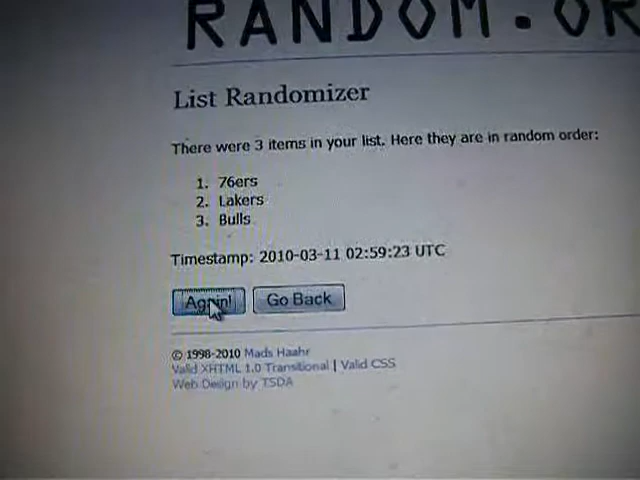 RANDOM.OR
List Randomizer
There were 3 items in your list. Here they are in random order:
1. 76ers
2. Lakers
3. Bulls
Timestamp: 2010-03-11 02:59:23 UTC
Again! Go Back
© 1998-2010 Mads Haahr
Valid XHTML 1.0 Transitional | Valid CSS
Web Design by TSDA